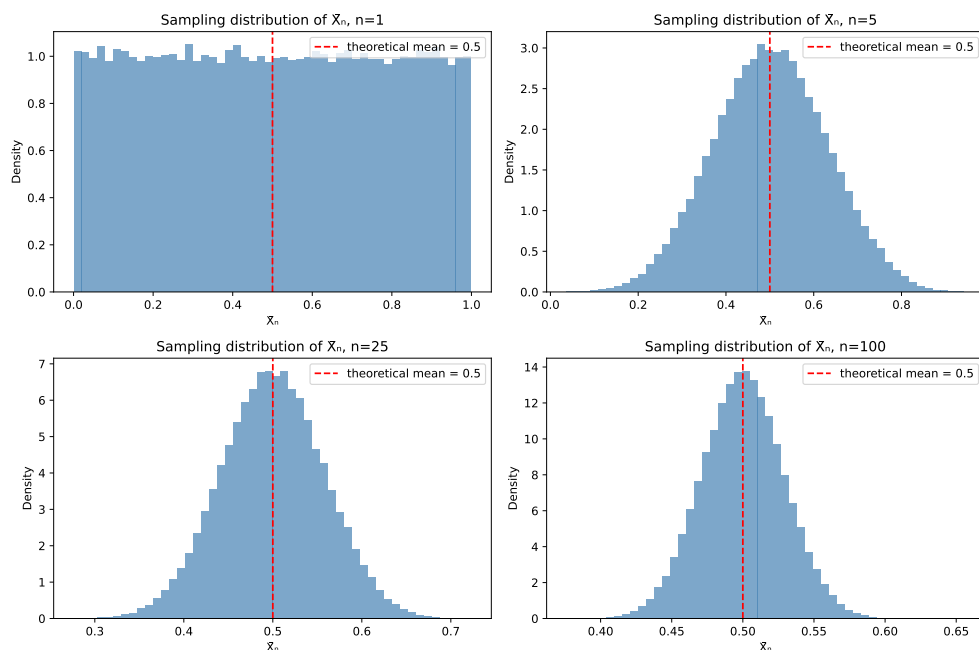 Sampling distribution of X̄ₙ, n=1
theoretical mean = 0.5
Density
1.0
0.8
0.6
0.4
0.2
0.0
0.0 0.2 0.4 0.6 0.8 1.0
X̄ₙ
Sampling distribution of X̄ₙ, n=5
theoretical mean = 0.5
Density
3.0
2.5
2.0
1.5
1.0
0.5
0.0
0.0 0.2 0.4 0.6 0.8
X̄ₙ
Sampling distribution of X̄ₙ, n=25
theoretical mean = 0.5
Density
7
6
5
4
3
2
1
0
0.3 0.4 0.5 0.6 0.7
X̄ₙ
Sampling distribution of X̄ₙ, n=100
theoretical mean = 0.5
Density
14
12
10
8
6
4
2
0
0.40 0.45 0.50 0.55 0.60 0.65
X̄ₙ